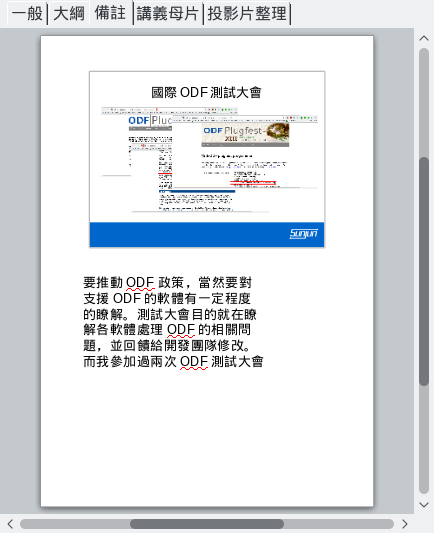 一般 大綱 備註 講義母片 投影片整理
國際 ODF 測試大會
ODF Plug
ODF Plugfest
XIII
sunjun
要推動 ODF 政策，當然要對
支援 ODF 的軟體有一定程度
的瞭解。測試大會目的就在瞭
解各軟體處理 ODF 的相關問
題，並回饋給開發團隊修改。
而我參加過兩次 ODF 測試大會